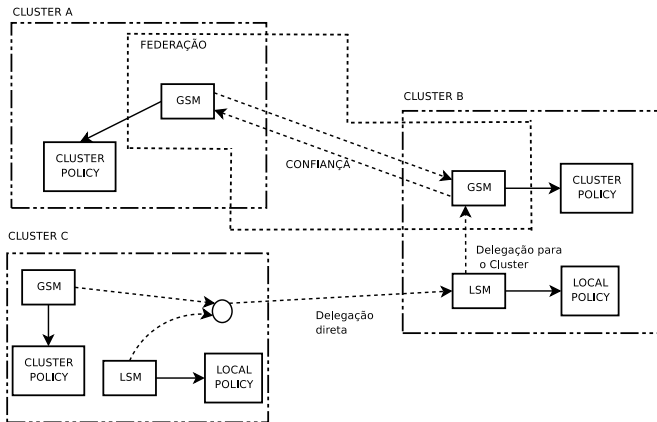 CLUSTER A
FEDERAÇÃO
GSM
CLUSTER
POLICY
CONFIANÇA
CLUSTER B
GSM
CLUSTER
POLICY
Delegação para
o Cluster
LSM
LOCAL
POLICY
CLUSTER C
GSM
CLUSTER
POLICY
LSM
LOCAL
POLICY
Delegação
direta